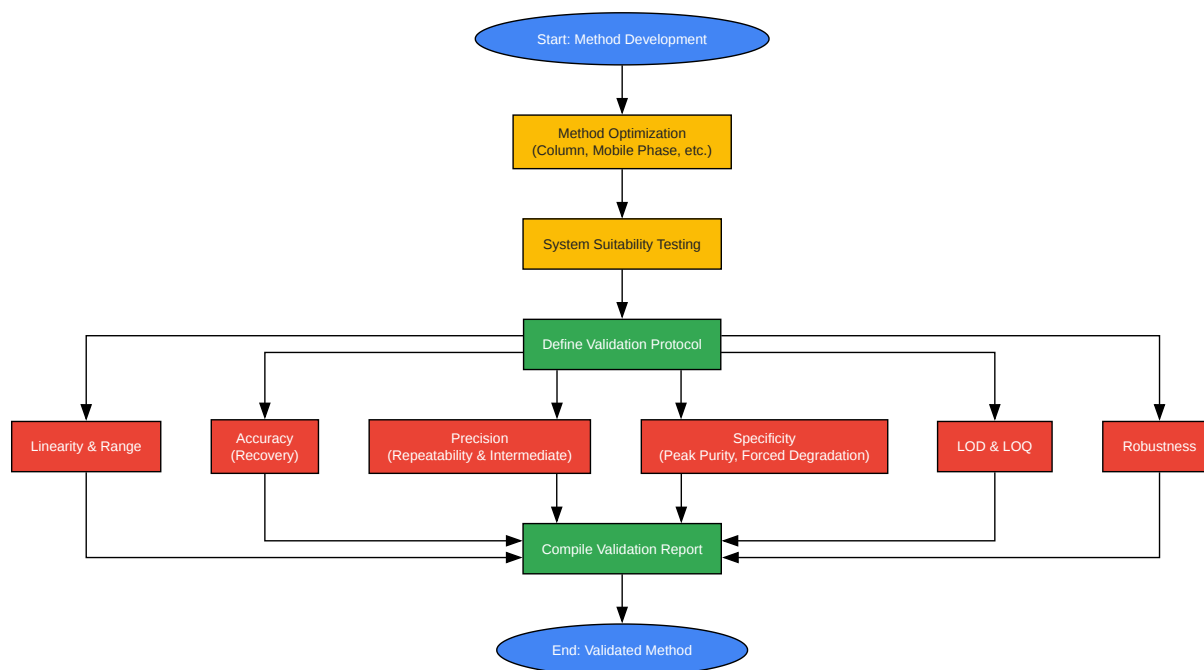 Start: Method Development
Method Optimization
(Column, Mobile Phase, etc.)
System Suitability Testing
Define Validation Protocol
Linearity & Range
Accuracy
(Recovery)
Precision
(Repeatability & Intermediate)
Specificity
(Peak Purity, Forced Degradation)
LOD & LOQ
Robustness
Compile Validation Report
End: Validated Method